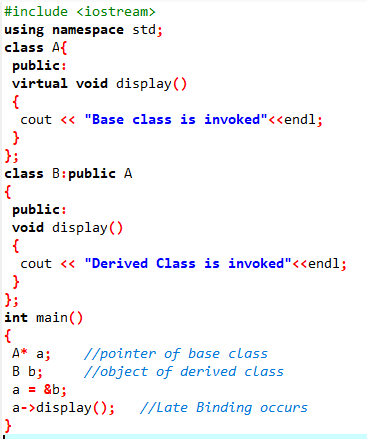 #include <iostream>
using namespace std;
class A{
 public:
 virtual void display()
 {
  cout << "Base class is invoked"<<endl;
 }
};
class B:public A
{
 public:
 void display()
 {
  cout << "Derived Class is invoked"<<endl;
 }
};
int main()
{
 A* a;    //pointer of base class
 B b;     //object of derived class
 a = &b;
 a->display();   //Late Binding occurs
}